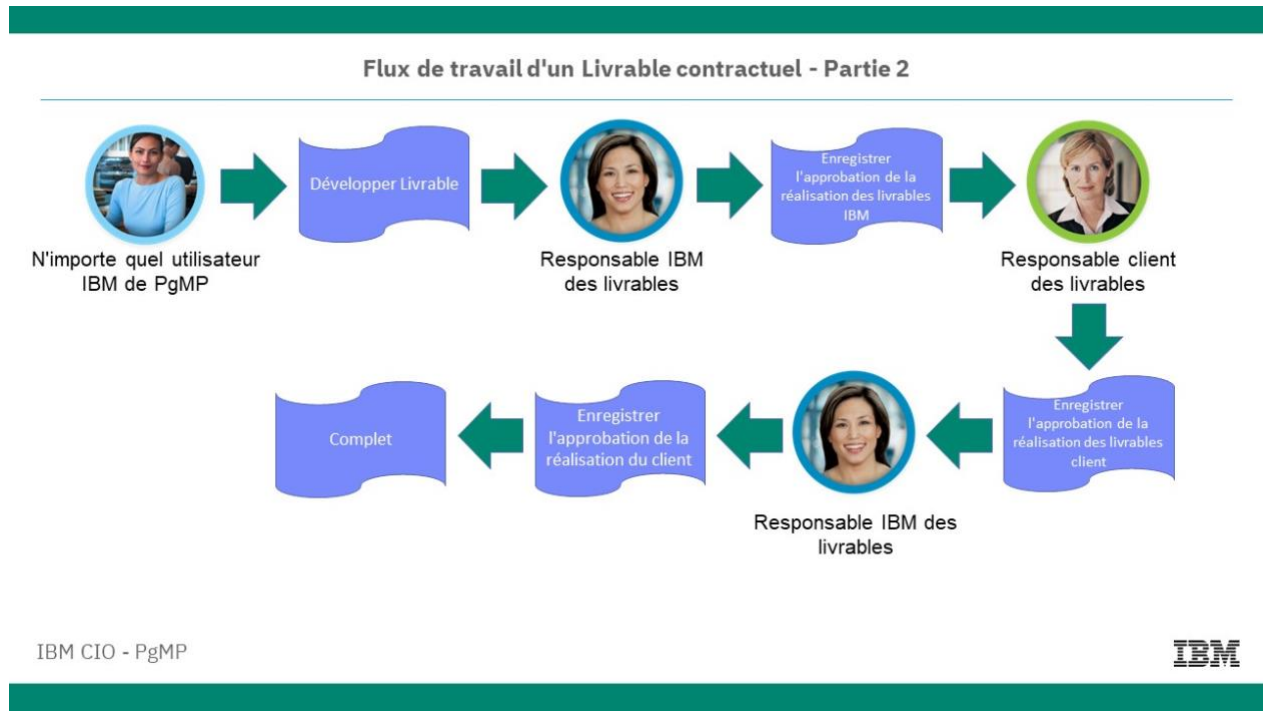 Flux de travail d'un Livrable contractuel - Partie 2
N'importe quel utilisateur
IBM de PgMP
Développer Livrable
Responsable IBM
des livrables
Enregistrer
l'approbation de la
réalisation des livrables
IBM
Responsable client
des livrables
Enregistrer
l'approbation de la
réalisation des livrables
client
Responsable IBM des
livrables
Enregistrer
l'approbation de la
réalisation du client
Complet
IBM CIO - PgMP
IBM